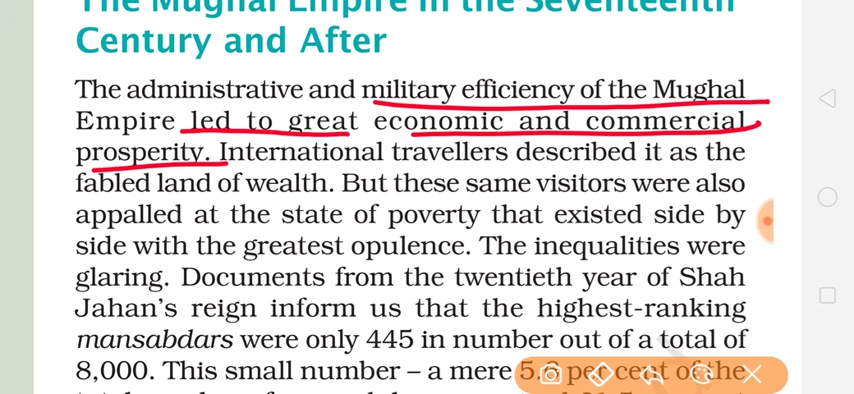 The Mughal Empire in the Seventeenth
Century and After
The administrative and military efficiency of the Mughal
Empire led to great economic and commercial
prosperity. International travellers described it as the
fabled land of wealth. But these same visitors were also
appalled at the state of poverty that existed side by
side with the greatest opulence. The inequalities were
glaring. Documents from the twentieth year of Shah
Jahan's reign inform us that the highest-ranking
mansabdars were only 445 in number out of a total of
8,000. This small number – a mere per cent of the